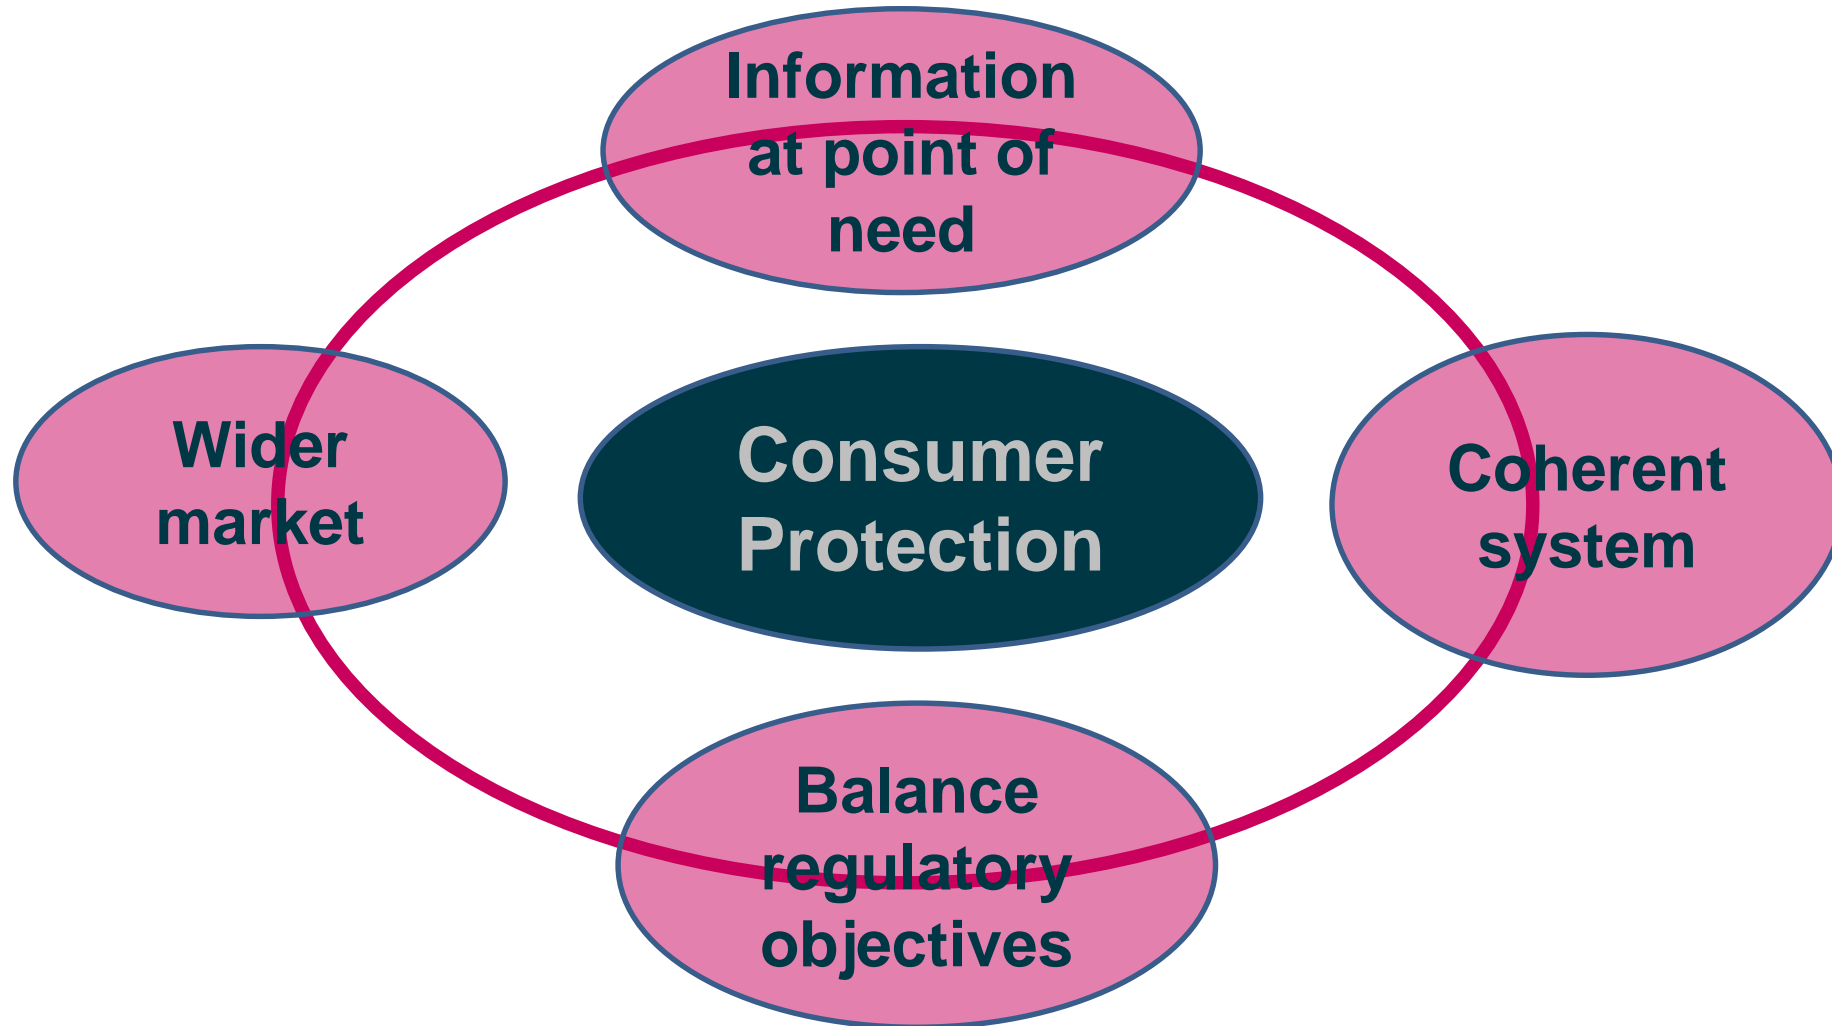 Information
at point of
need
Wider
market
Consumer
Protection
Coherent
system
Balance
regulatory
objectives